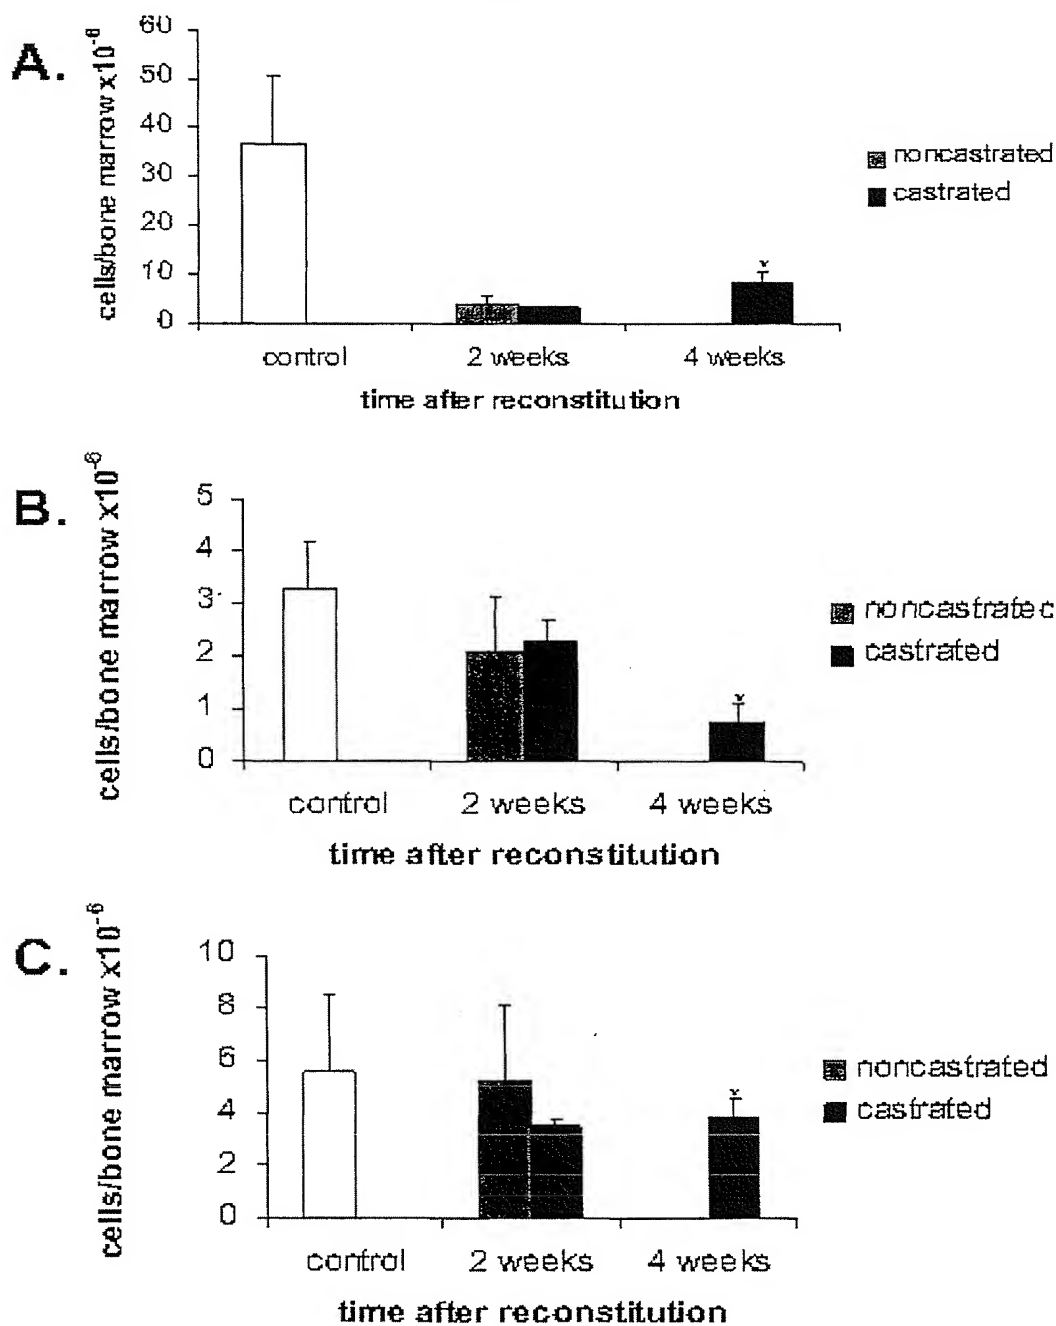 A.
cells/bone marrow x10-6
60
50
40
30
20
10
0
control
2 weeks
4 weeks
time after reconstitution
noncastrated
castrated
*
B.
cells/bone marrow x10-6
5
4
3
2
1
0
control
2 weeks
4 weeks
time after reconstitution
noncastrated
castrated
*
C.
cells/bone marrow x10-6
10
8
6
4
2
0
control
2 weeks
4 weeks
time after reconstitution
noncastrated
castrated
*